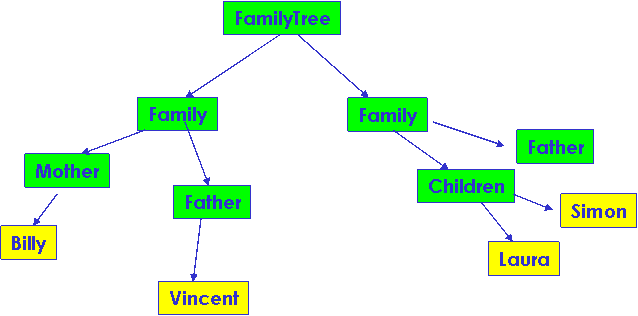 FamilyTree
Family
Family
Mother
Father
Father
Children
Billy
Vincent
Simon
Laura